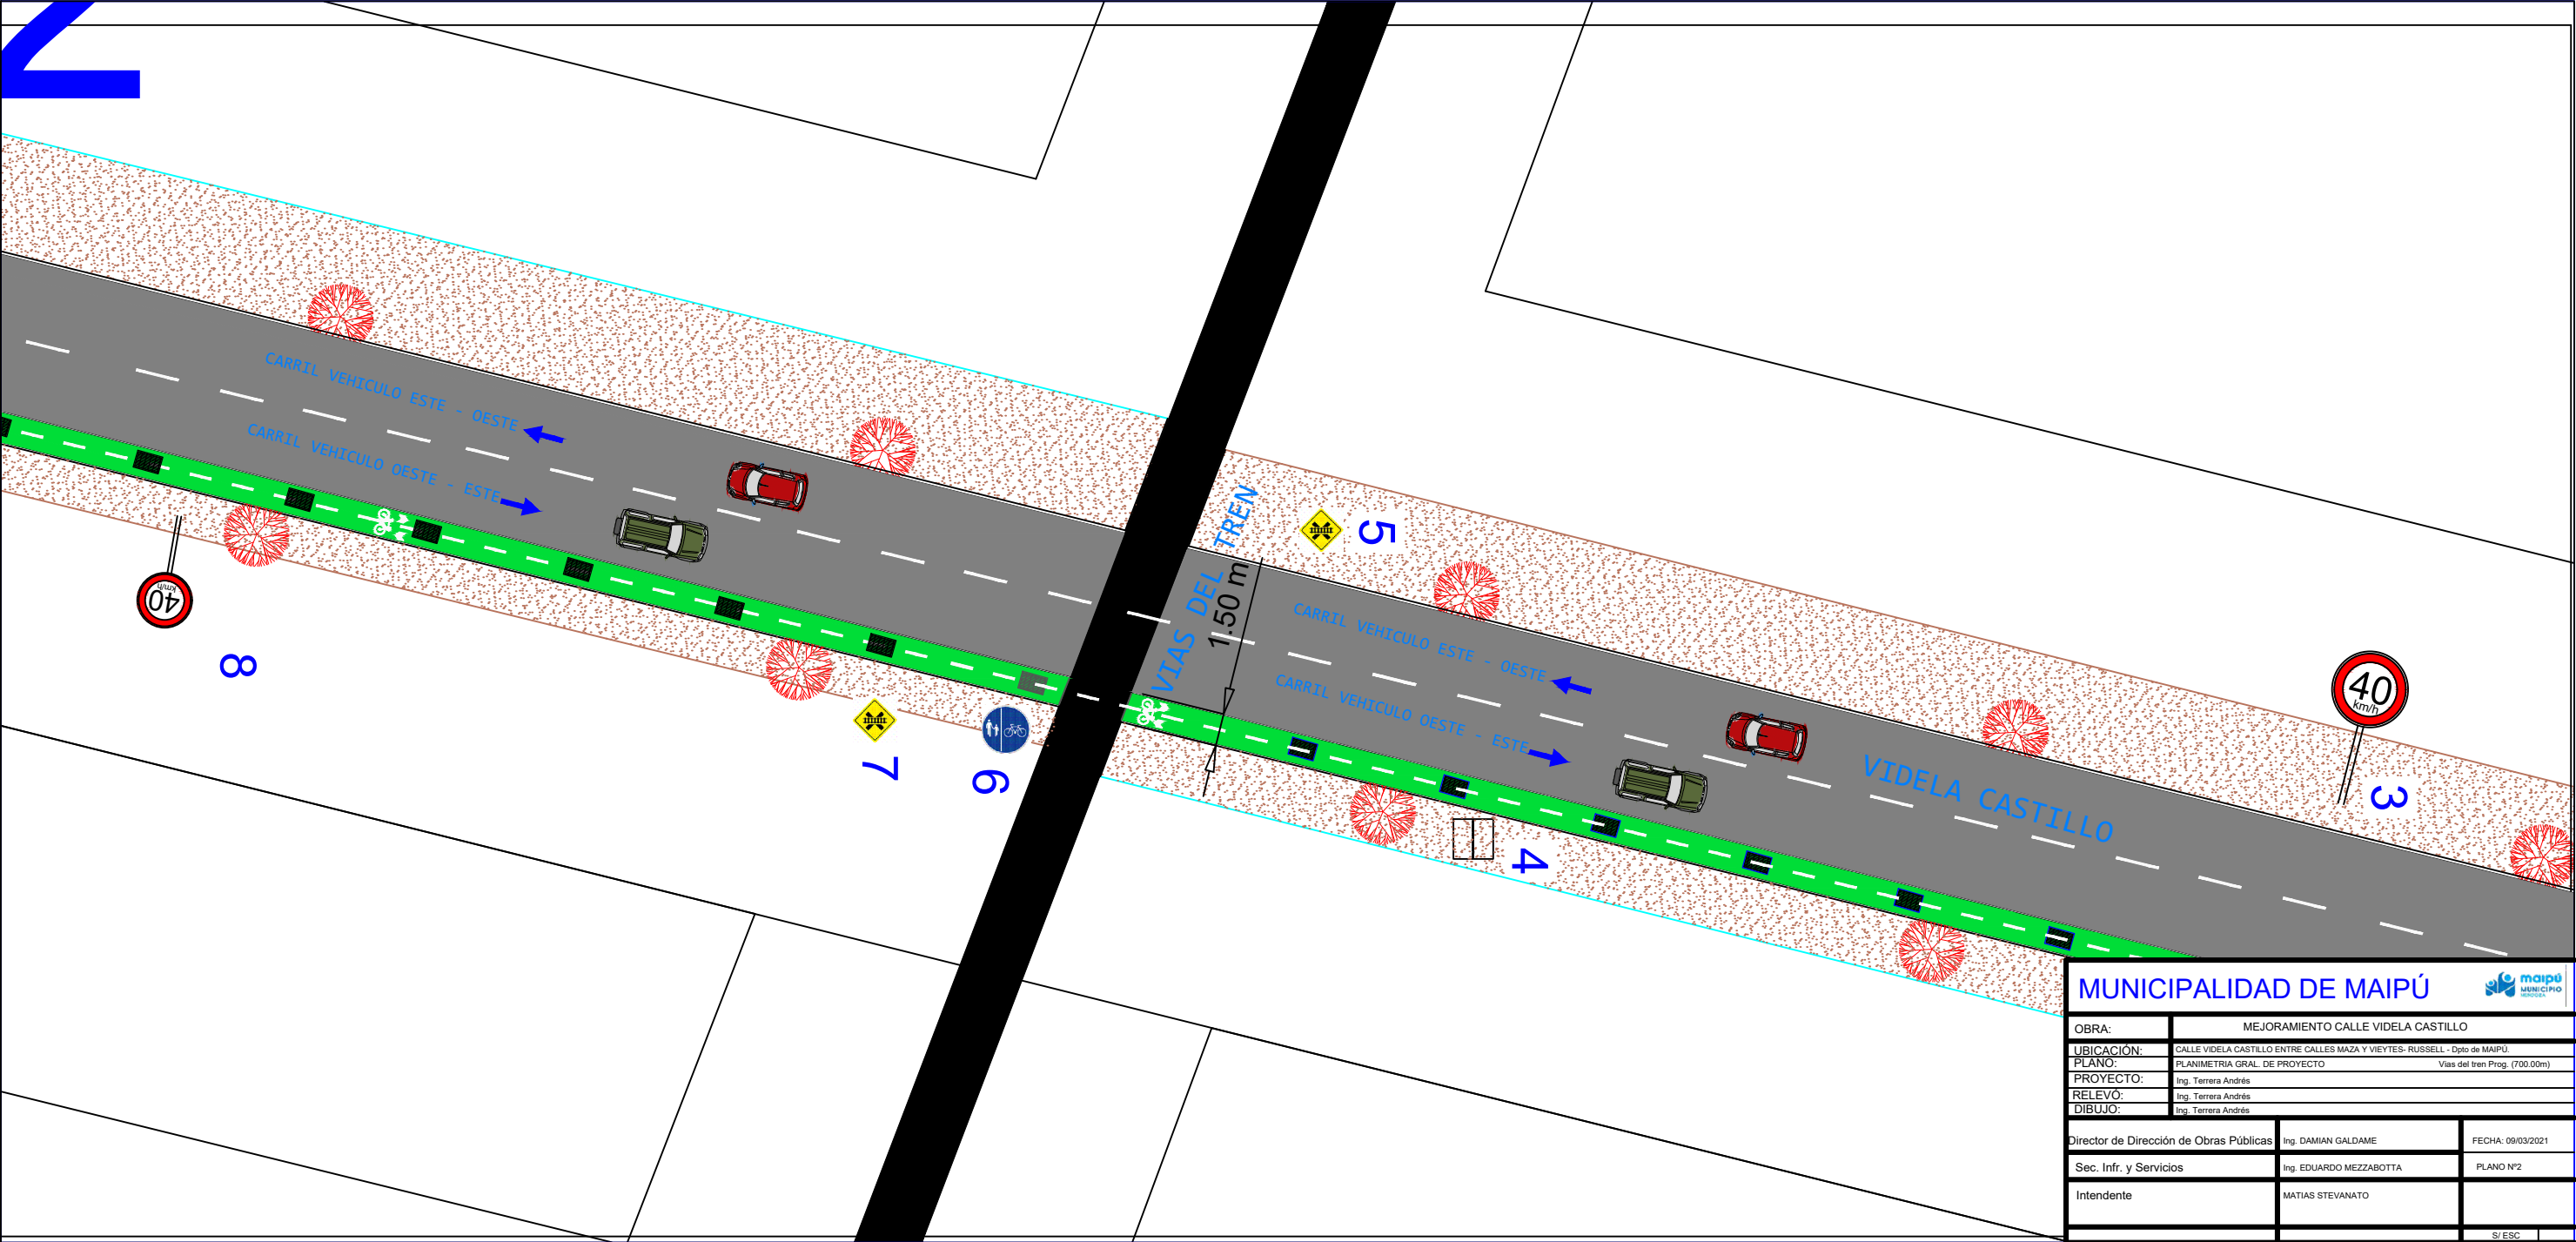 2
CARRIL VEHICULO ESTE - OESTE
CARRIL VEHICULO OESTE - ESTE
40
km/h
8
7
6
VIAS DEL TREN
1.50 m
5
CARRIL VEHICULO ESTE - OESTE
CARRIL VEHICULO OESTE - ESTE
4
VIDELA CASTILLO
40
km/h
3
MUNICIPALIDAD DE MAIPÚ
maipú
MUNICIPIO
OBRA: MEJORAMIENTO CALLE VIDELA CASTILLO
UBICACIÓN: CALLE VIDELA CASTILLO ENTRE CALLES MAZA Y VIEYTES- RUSSELL - Dpto de MAIPÚ.
PLANO: PLANIMETRIA GRAL. DE PROYECTO Vias del tren Prog. (700.00m)
PROYECTO: Ing. Terrera Andrés
RELEVÓ: Ing. Terrera Andrés
DIBUJO: Ing. Terrera Andrés
Director de Dirección de Obras Públicas Ing. DAMIAN GALDAME FECHA: 09/03/2021
Sec. Infr. y Servicios Ing. EDUARDO MEZZABOTTA PLANO Nº2
Intendente MATIAS STEVANATO
S/ ESC